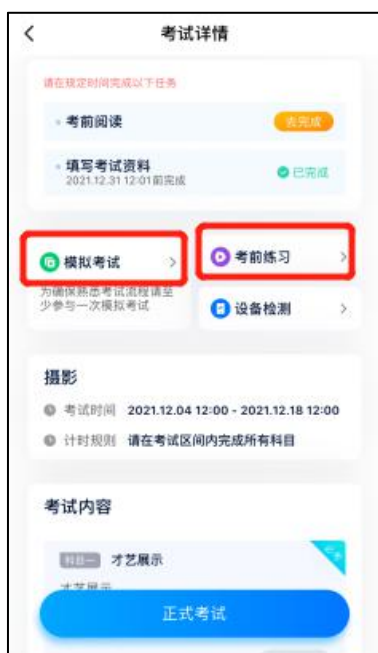 考试详情
请在规定时间完成以下任务
考前阅读
去完成
填写考试资料
2021.12.31 12:01前完成
已完成
模拟考试
考前练习
为确保熟悉考试流程请至
少参与一次模拟考试
设备检测
摄影
考试时间 2021.12.04 12:00 - 2021.12.18 12:00
计时规则 请在考试区间内完成所有科目
考试内容
科目一 才艺展示
才艺展示
正式考试